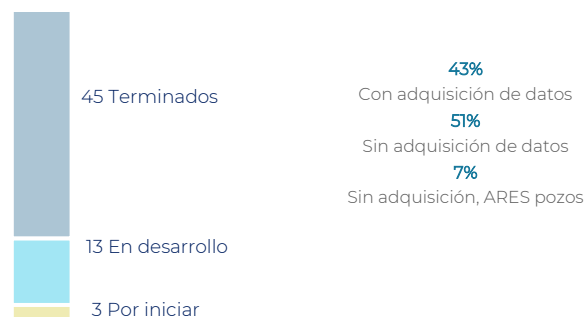 45 Terminados
13 En desarrollo
3 Por iniciar
43%
Con adquisición de datos
51%
Sin adquisición de datos
7%
Sin adquisición, ARES pozos